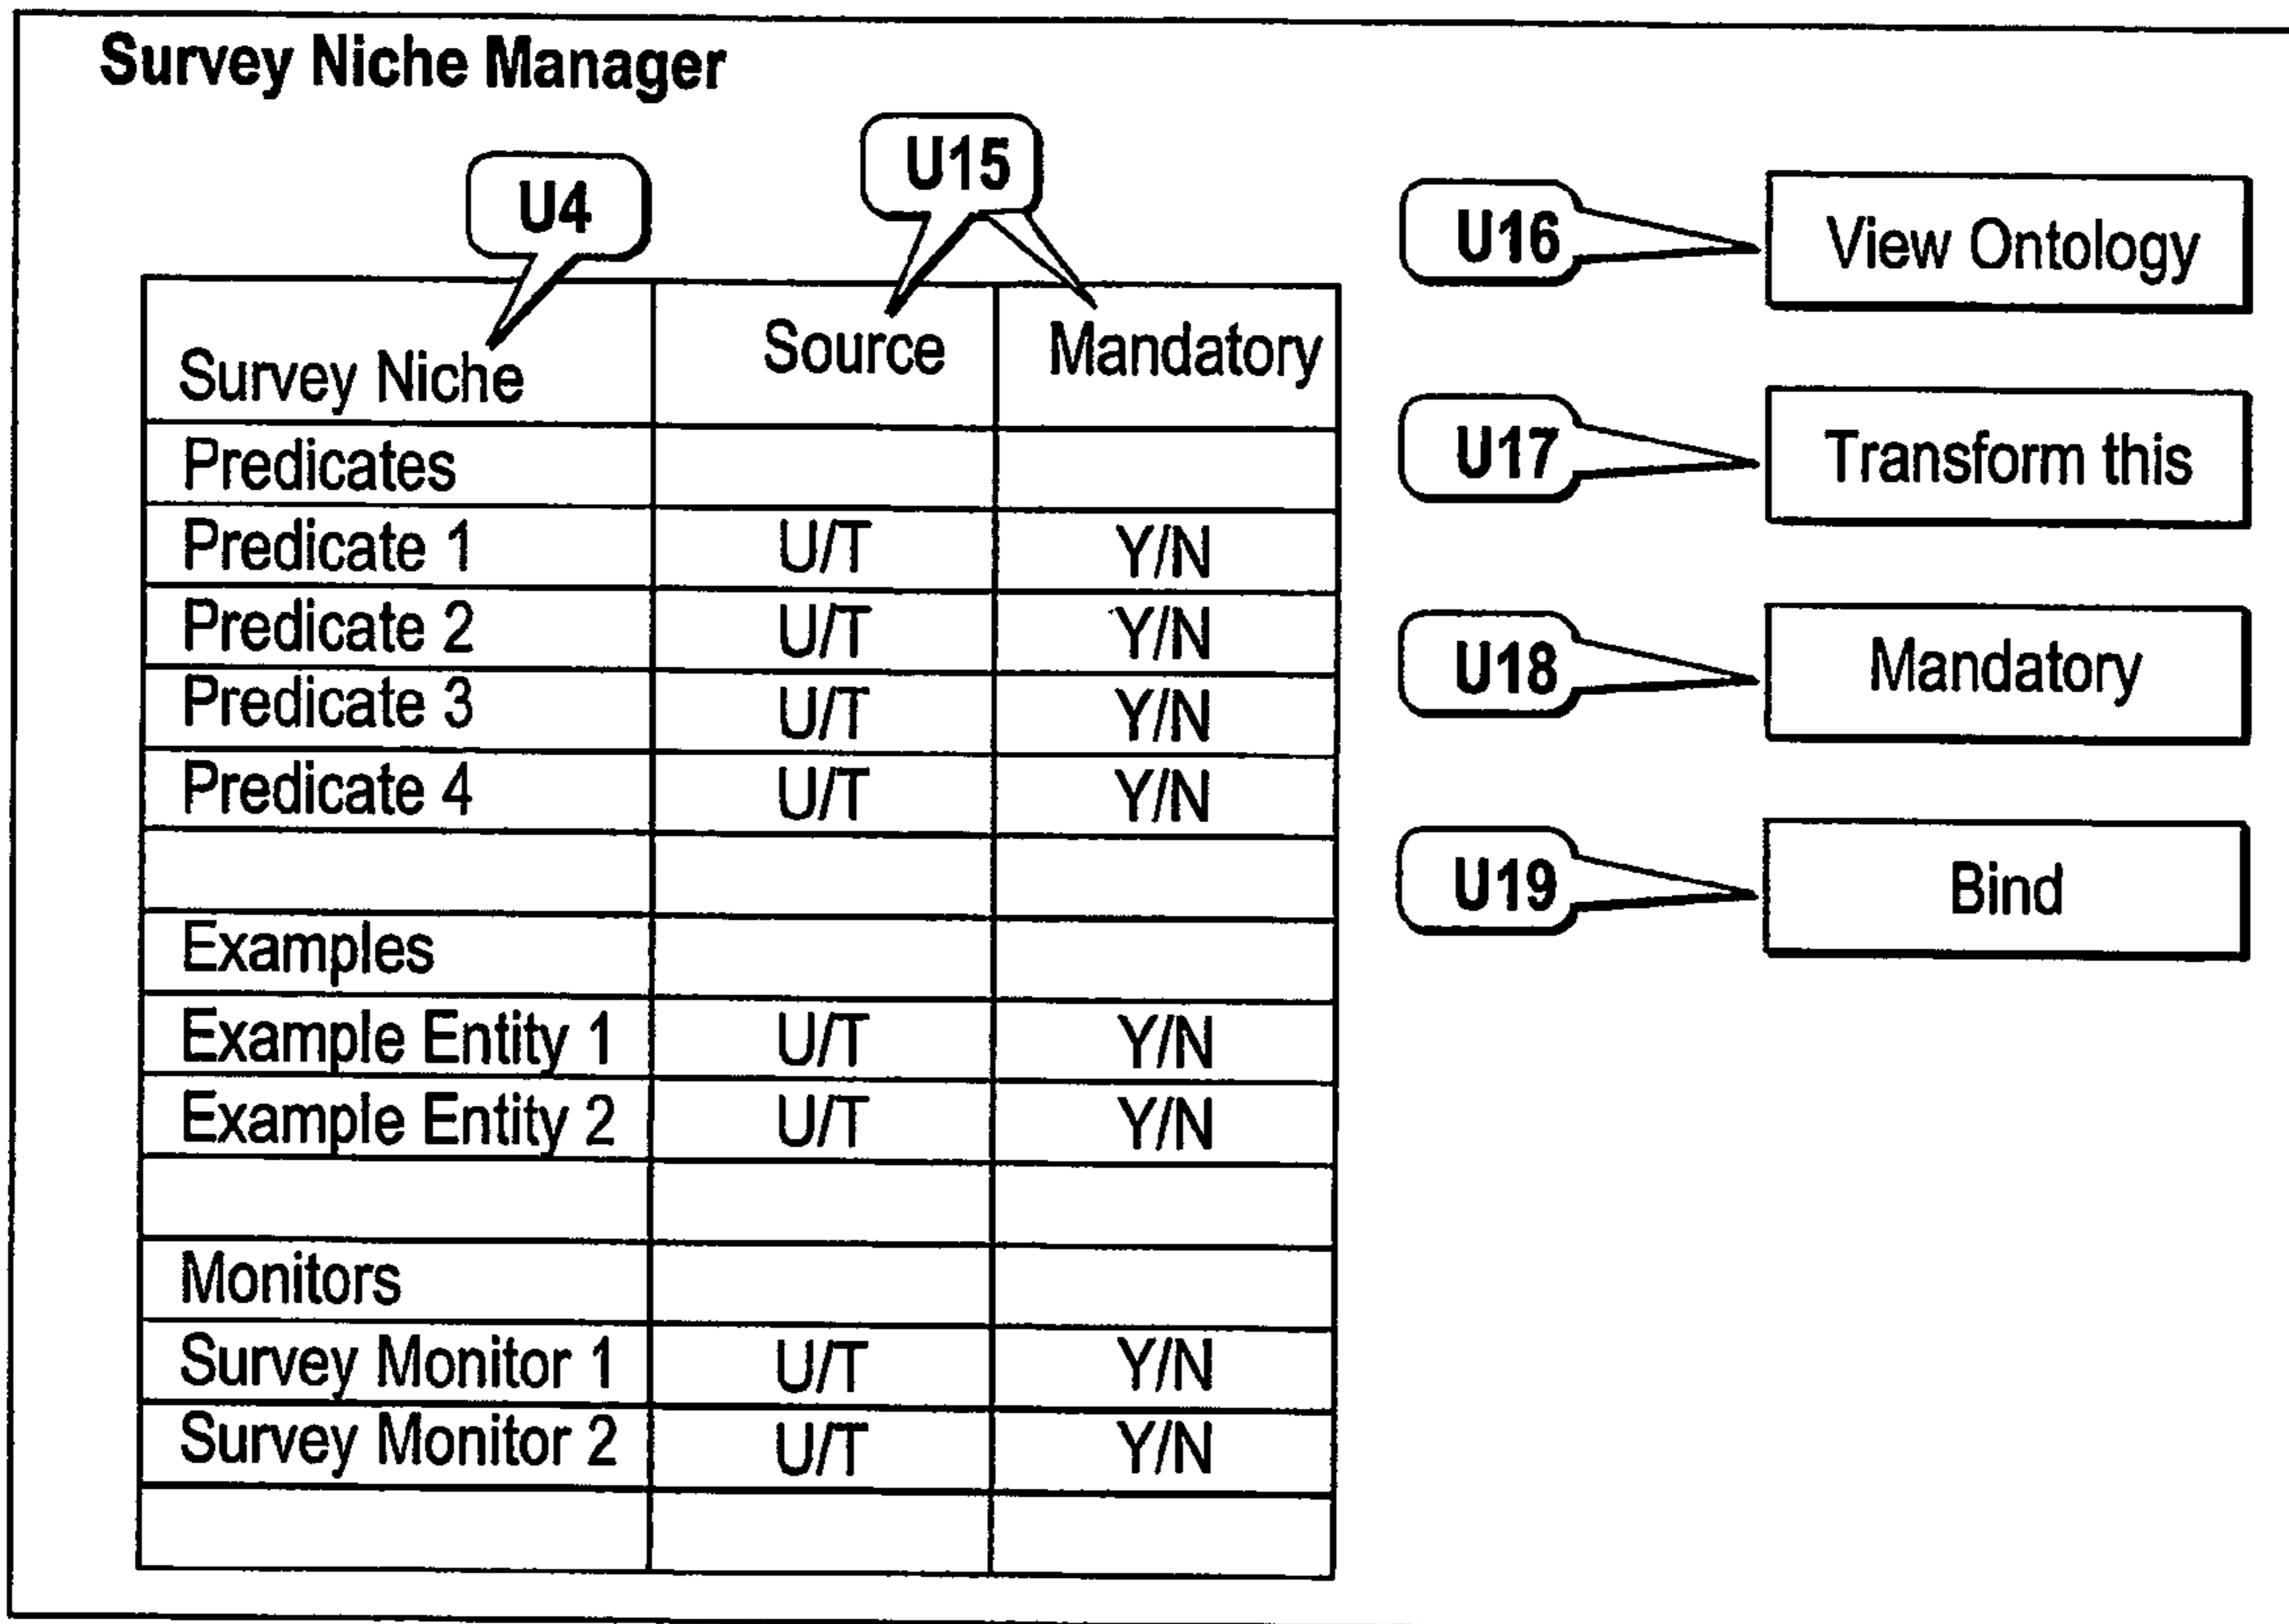 Survey Niche Manager
U4
U15
Survey Niche Source Mandatory
Predicates
Predicate 1 U/T Y/N
Predicate 2 U/T Y/N
Predicate 3 U/T Y/N
Predicate 4 U/T Y/N
Examples
Example Entity 1 U/T Y/N
Example Entity 2 U/T Y/N
Monitors
Survey Monitor 1 U/T Y/N
Survey Monitor 2 U/T Y/N
U16 View Ontology
U17 Transform this
U18 Mandatory
U19 Bind